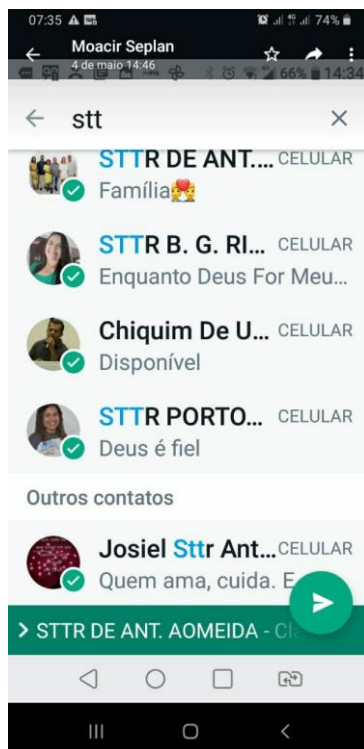 07:35 74%
Moacir Seplan
4 de maio 14:46
66% 14:34
stt
STTR DE ANT.... CELULAR
Família
STTR B. G. RI... CELULAR
Enquanto Deus For Meu...
Chiquim De U... CELULAR
Disponível
STTR PORTO... CELULAR
Deus é fiel
Outros contatos
Josiel Sttr Ant... CELULAR
Quem ama, cuida. E
> STTR DE ANT. AOMEIDA -